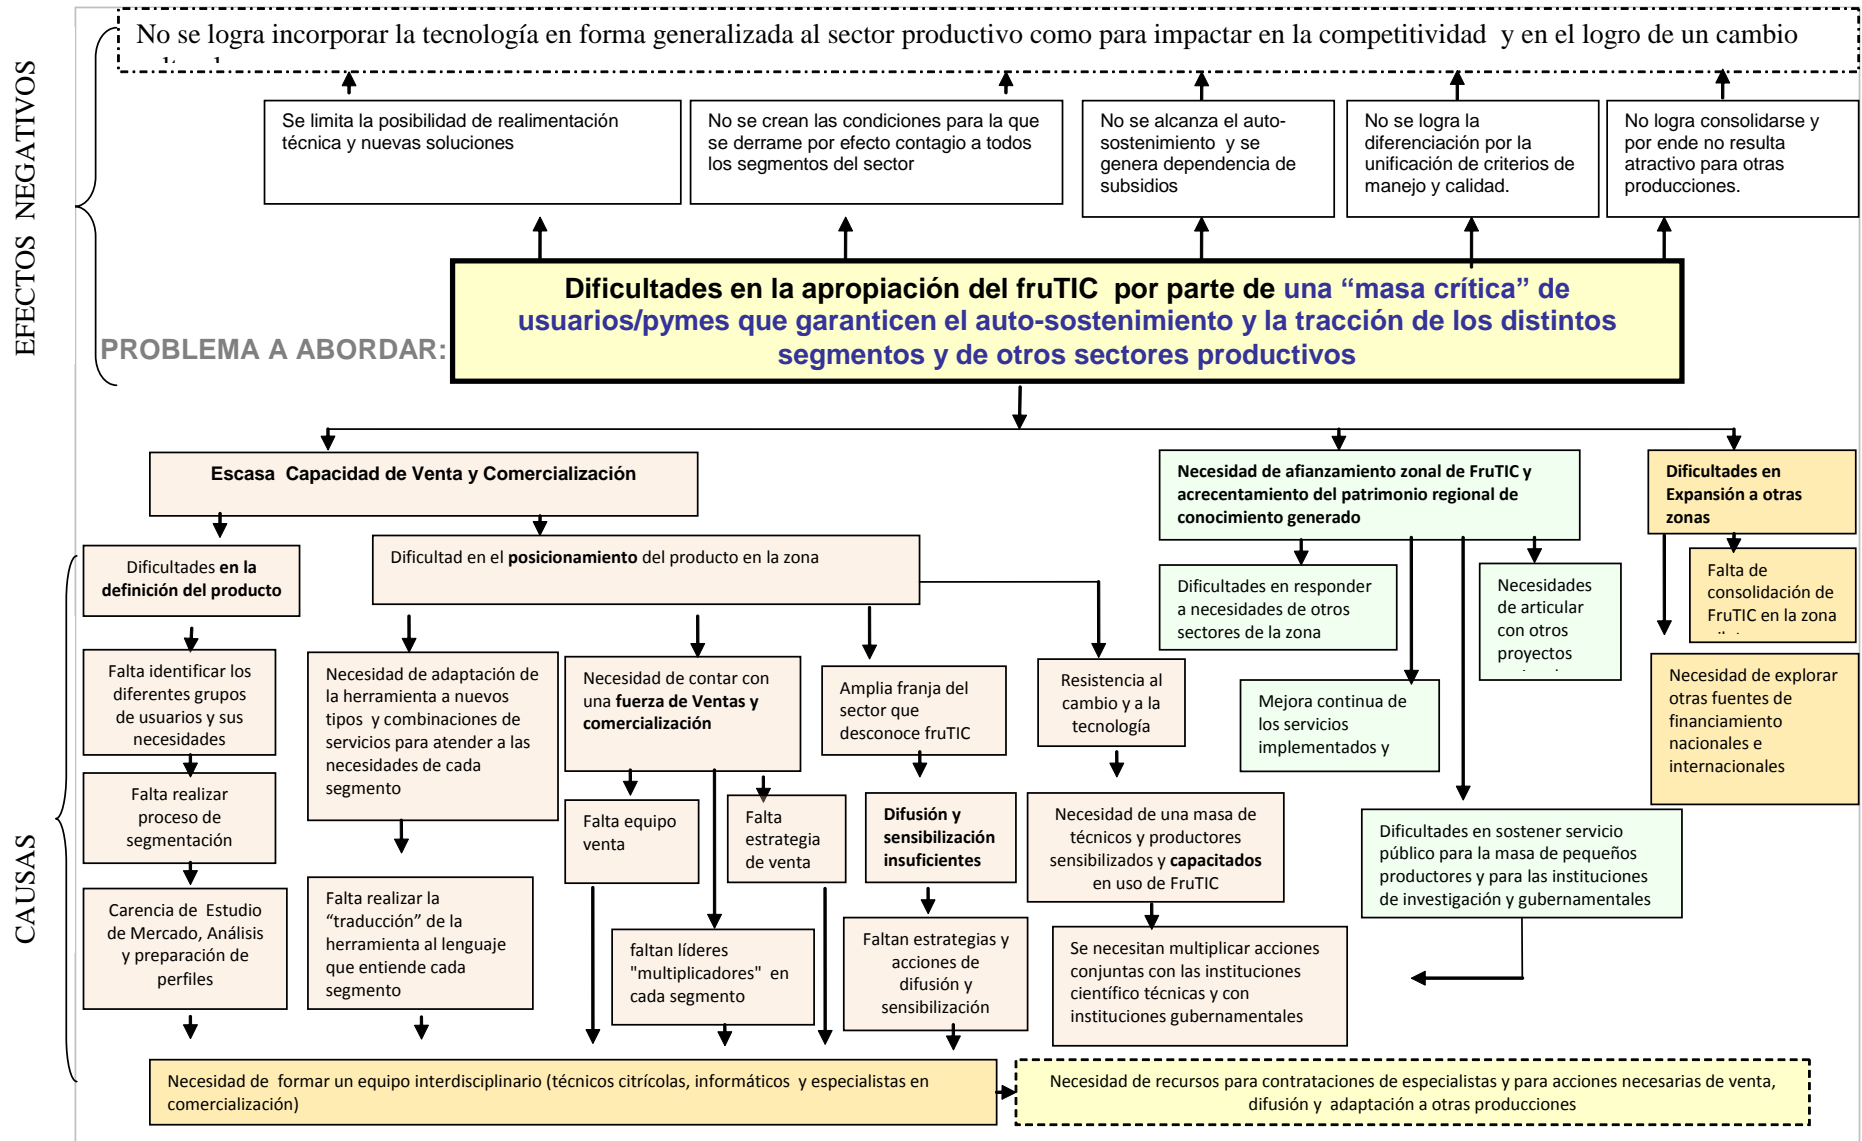 EFECTOS NEGATIVOS
No se logra incorporar la tecnología en forma generalizada al sector productivo como para impactar en la competitividad y en el logro de un cambio
Se limita la posibilidad de realimentación
técnica y nuevas soluciones
No se crean las condiciones para la que
se derrame por efecto contagio a todos
los segmentos del sector
No se alcanza el auto-
sostenimiento y se
genera dependencia de
subsidios
No se logra la
diferenciación por la
unificación de criterios de
manejo y calidad.
No logra consolidarse y
por ende no resulta
atractivo para otras
producciones.
PROBLEMA A ABORDAR:
Dificultades en la apropiación del fruTIC por parte de una “masa crítica” de
usuarios/pymes que garanticen el auto-sostenimiento y la tracción de los distintos
segmentos y de otros sectores productivos
CAUSAS
Escasa Capacidad de Venta y Comercialización
Necesidad de afianzamiento zonal de FruTIC y
acrecentamiento del patrimonio regional de
conocimiento generado
Dificultades en
Expansión a otras
zonas
Dificultades en la
definición del producto
Dificultad en el posicionamiento del producto en la zona
Dificultades en responder
a necesidades de otros
sectores de la zona
Necesidades
de articular
con otros
proyectos
Falta de
consolidación de
FruTIC en la zona
Falta identificar los
diferentes grupos
de usuarios y sus
necesidades
Necesidad de adaptación de
la herramienta a nuevos
tipos y combinaciones de
servicios para atender a las
necesidades de cada
segmento
Necesidad de contar con
una fuerza de Ventas y
comercialización
Amplia franja del
sector que
desconoce fruTIC
Resistencia al
cambio y a la
tecnología
Mejora continua de
los servicios
implementados y
Necesidad de explorar
otras fuentes de
financiamiento
nacionales e
internacionales
Falta realizar
proceso de
segmentación
Falta equipo
venta
Falta
estrategia
de venta
Difusión y
sensibilización
insuficientes
Necesidad de una masa de
técnicos y productores
sensibilizados y capacitados
en uso de FruTIC
Dificultades en sostener servicio
público para la masa de pequeños
productores y para las instituciones
de investigación y gubernamentales
Carencia de Estudio
de Mercado, Análisis
y preparación de
perfiles
Falta realizar la
“traducción” de la
herramienta al lenguaje
que entiende cada
segmento
faltan líderes
"multiplicadores" en
cada segmento
Faltan estrategias y
acciones de
difusión y
sensibilización
Se necesitan multiplicar acciones
conjuntas con las instituciones
científico técnicas y con
instituciones gubernamentales
Necesidad de formar un equipo interdisciplinario (técnicos citrícolas, informáticos y especialistas en
comercialización)
Necesidad de recursos para contrataciones de especialistas y para acciones necesarias de venta,
difusión y adaptación a otras producciones